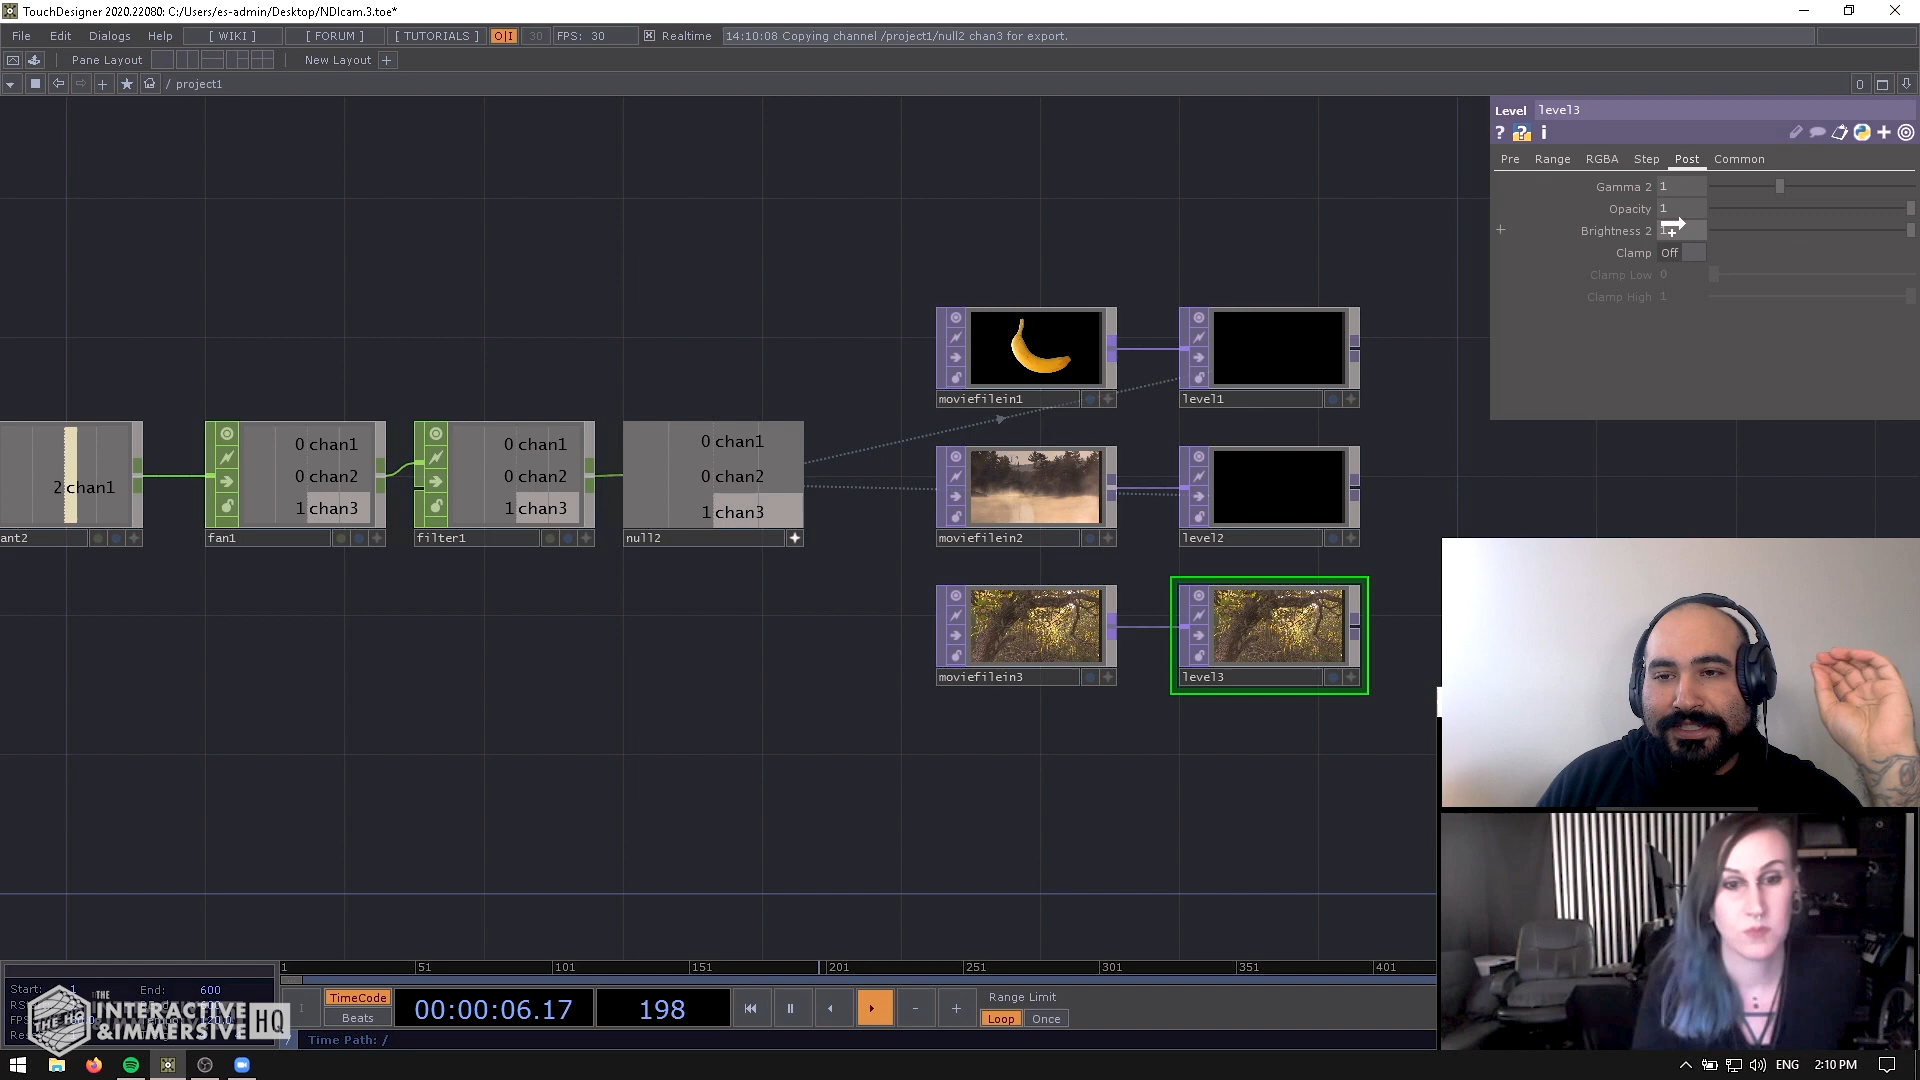 TouchDesigner 2020.22080: C:/Users/es-admin/Desktop/NDIcam.3.toe*
File Edit Dialogs Help [ WIKI ] [ FORUM ] [ TUTORIALS ] O|I 30 FPS: 30 Realtime 14:10:08 Copying channel /project1/null2 chan3 for export.
Pane Layout New Layout +
/ project1 0
Level level3
? ? i
Pre Range RGBA Step Post Common
Gamma 2 1
Opacity 1
Brightness 2
Clamp Off
Clamp Low 0
Clamp High 1
moviefilein1 level1
2 chan1
0 chan1
0 chan2
1 chan3
0 chan1
0 chan2
1 chan3
0 chan1
0 chan2
1 chan3
ant2 fan1 filter1 null2 moviefilein2 level2
moviefilein3 level3
1 51 101 151 201 251 301 351 401
Start: 1 End: 600
TimeCode
Beats
00:00:06.17 198
Range Limit
Loop Once
THE HQ
THE
INTERACTIVE
& IMMERSIVE HQ
/ Time Path: /
ENG 2:10 PM